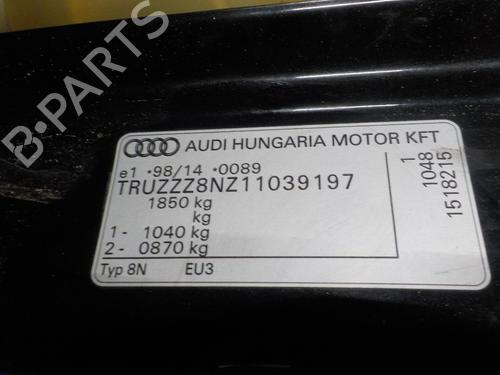 AUDI HUNGARIA MOTOR KFT
e1 *98/14 *0089
TRUZZZ8NZ11039197
1850 kg
kg
1- 1040 kg
2- 0870 kg
Typ 8N EU3
1
1048
1518215
B-PARTS